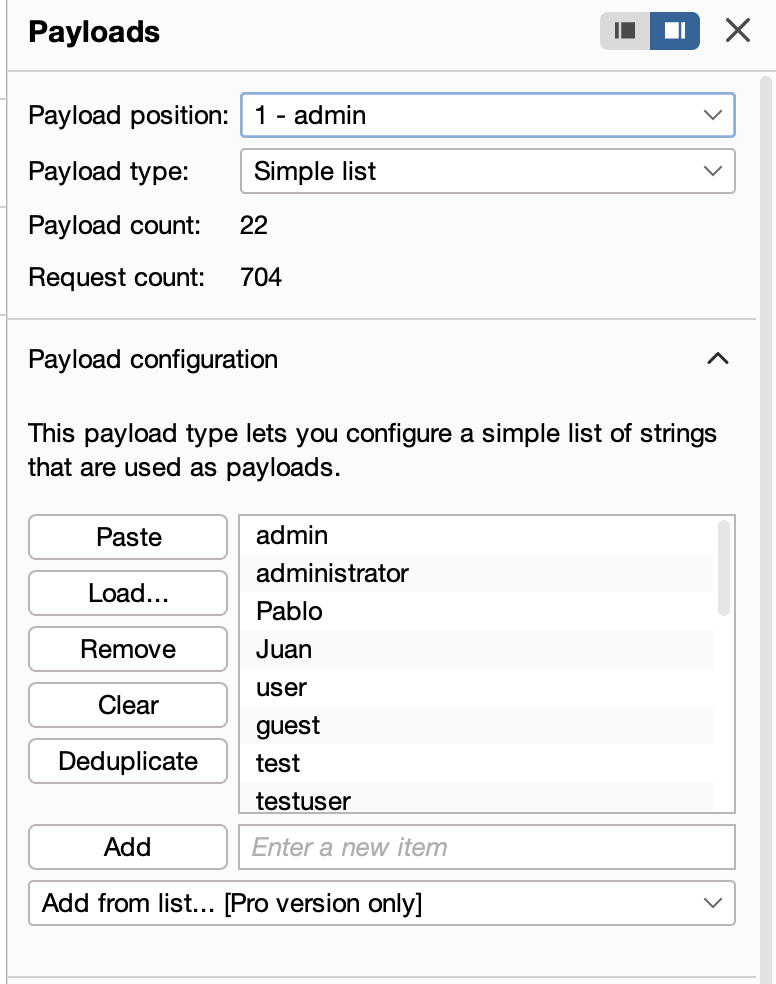 Payloads
Payload position: 1 - admin
Payload type: Simple list
Payload count: 22
Request count: 704
Payload configuration
This payload type lets you configure a simple list of strings
that are used as payloads.
Paste
Load...
Remove
Clear
Deduplicate
admin
administrator
Pablo
Juan
user
guest
test
testuser
Add
Enter a new item
Add from list... [Pro version only]